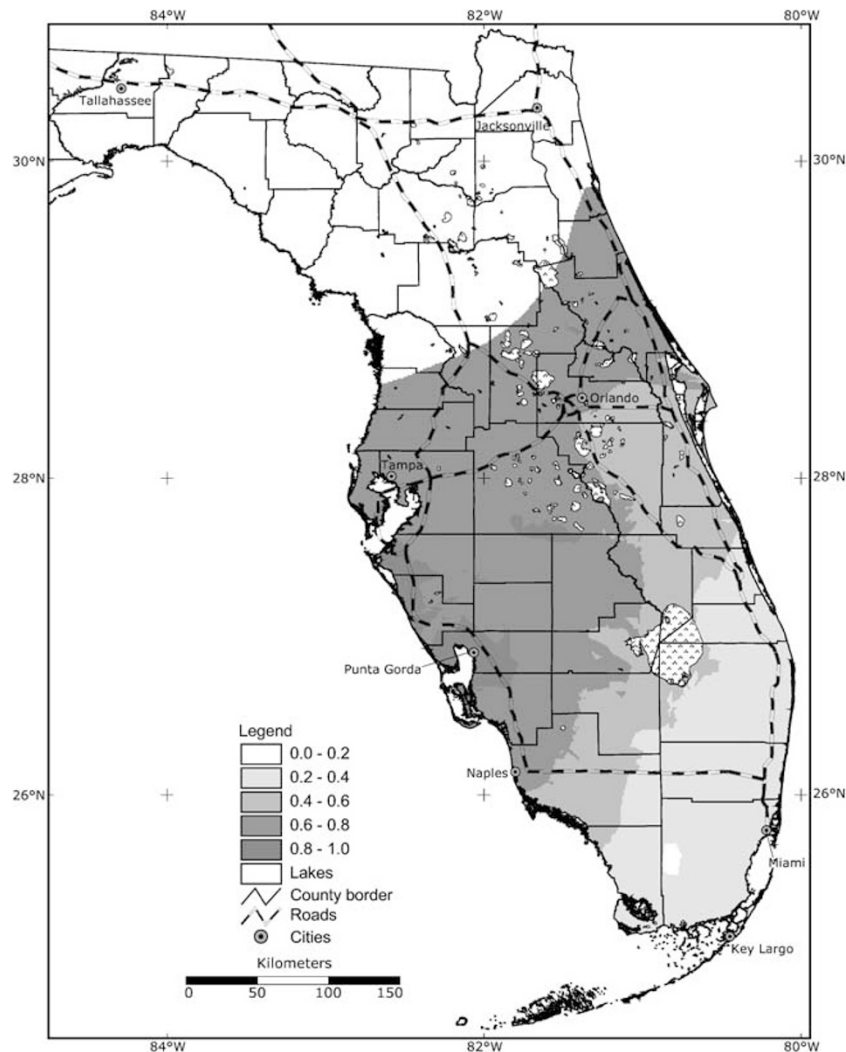 84°W 82°W 80°W
Tallahassee
Jacksonville
30°N 30°N
Orlando
Tampa
28°N 28°N
Punta Gorda
Legend
0.0 - 0.2
0.2 - 0.4
0.4 - 0.6
0.6 - 0.8
0.8 - 1.0
Lakes
County border
Roads
Cities
Naples
26°N 26°N
Miami
Key Largo
Kilometers
0 50 100 150
84°W 82°W 80°W